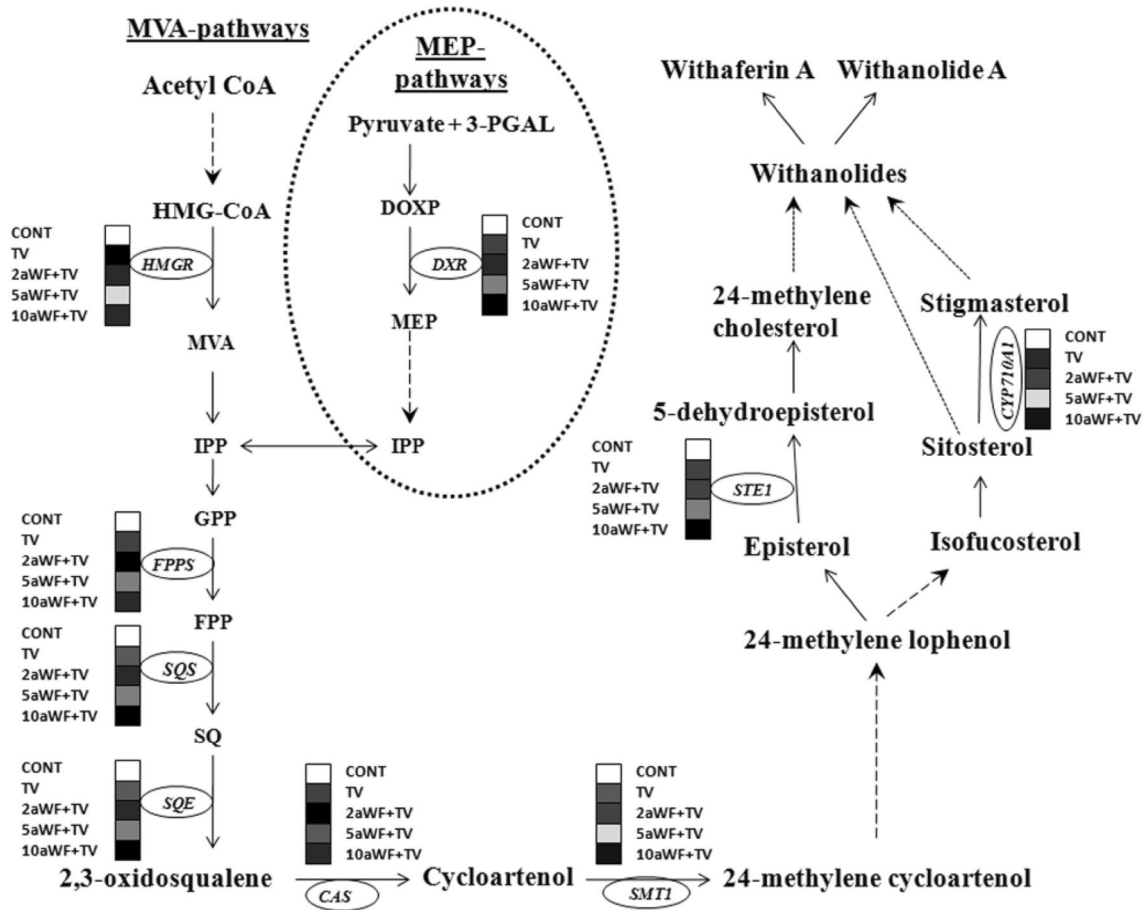 MVA-pathways
Acetyl CoA
HMG-CoA
CONT
TV
2aWF+TV
5aWF+TV
10aWF+TV
HMGR
MVA
IPP
GPP
CONT
TV
2aWF+TV
5aWF+TV
10aWF+TV
FPPS
FPP
CONT
TV
2aWF+TV
5aWF+TV
10aWF+TV
SQS
SQ
CONT
TV
2aWF+TV
5aWF+TV
10aWF+TV
SQE
2,3-oxidosqualene
MEP-
pathways
Pyruvate + 3-PGAL
DOXP
DXR
CONT
TV
2aWF+TV
5aWF+TV
10aWF+TV
MEP
IPP
CONT
TV
2aWF+TV
5aWF+TV
10aWF+TV
CAS
Cycloartenol
CONT
TV
2aWF+TV
5aWF+TV
10aWF+TV
SMT1
24-methylene cycloartenol
Withaferin A
Withanolide A
Withanolides
24-methylene
cholesterol
Stigmasterol
CYP710A1
CONT
TV
2aWF+TV
5aWF+TV
10aWF+TV
5-dehydroepisterol
Sitosterol
CONT
TV
2aWF+TV
5aWF+TV
10aWF+TV
STE1
Episterol
Isofucosterol
24-methylene lophenol